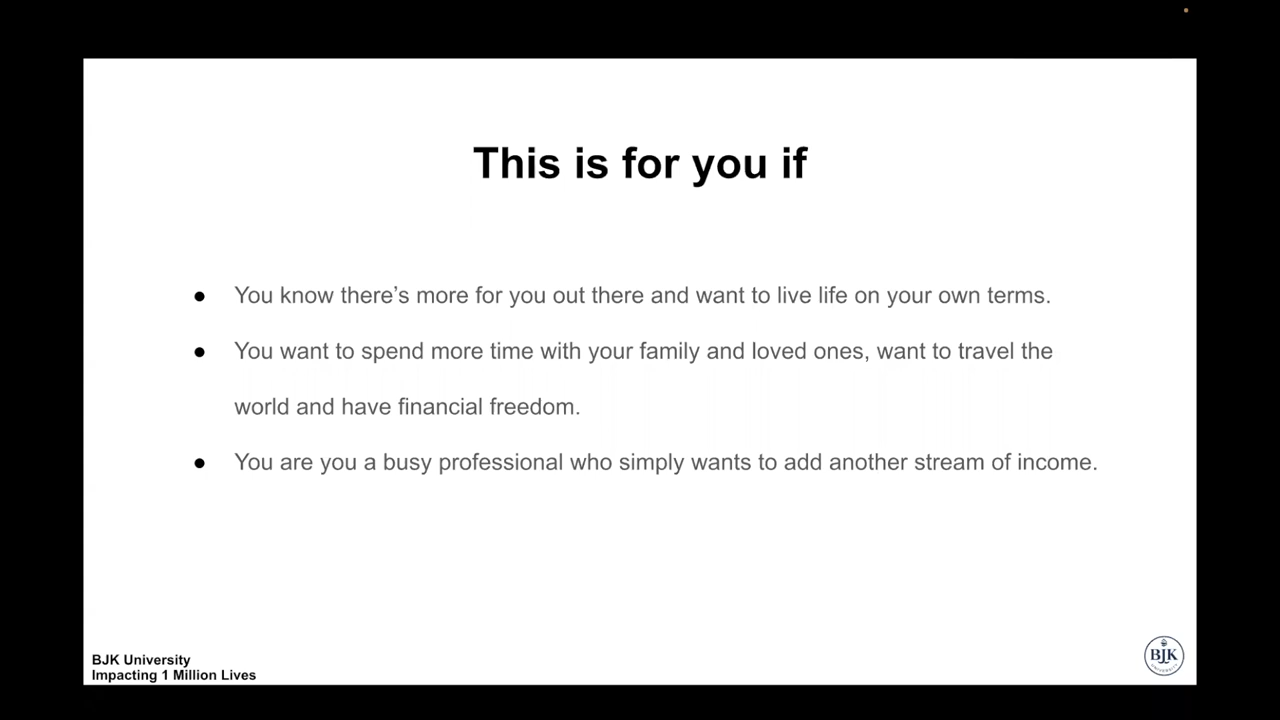 This is for you if
● You know there’s more for you out there and want to live life on your own terms.
● You want to spend more time with your family and loved ones, want to travel the
world and have financial freedom.
● You are you a busy professional who simply wants to add another stream of income.
BJK University
Impacting 1 Million Lives
BJK
UNIVERSITY